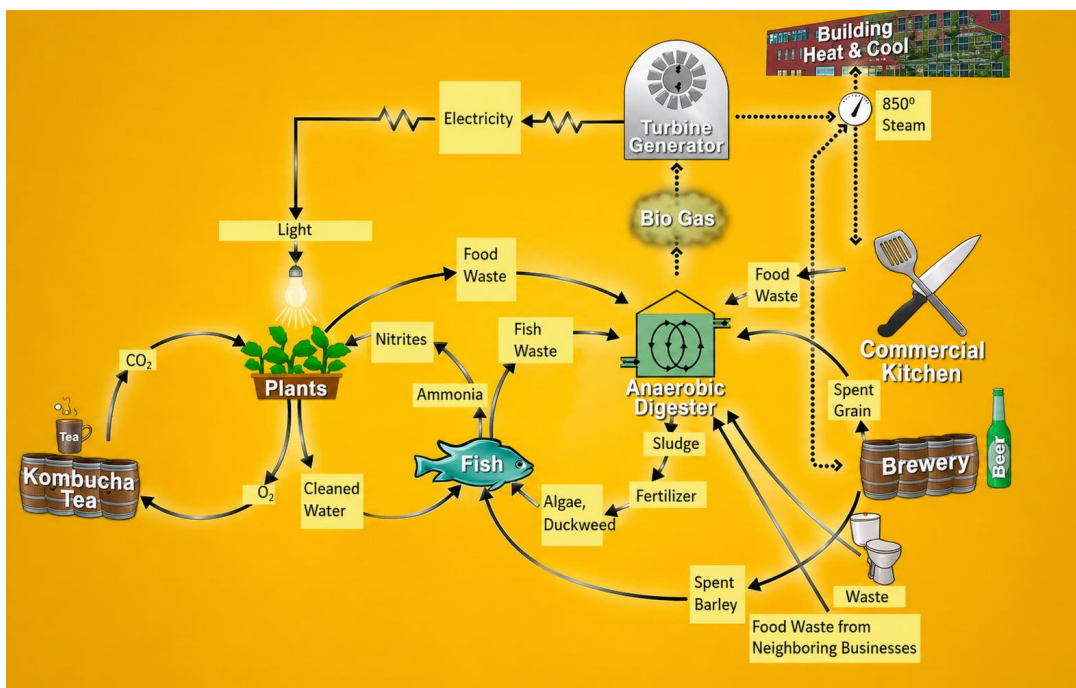 Building
Heat & Cool
850⁰
Steam
Electricity
Turbine
Generator
Light
Bio Gas
Food
Waste
Food
Waste
Fish
Waste
Nitrites
CO₂
Plants
Ammonia
Anaerobic
Digester
Commercial
Kitchen
Spent
Grain
Tea
Kombucha
Tea
Sludge
Fish
Brewery
Beer
O₂
Cleaned
Water
Algae,
Duckweed
Fertilizer
Spent
Barley
Waste
Food Waste from
Neighboring Businesses